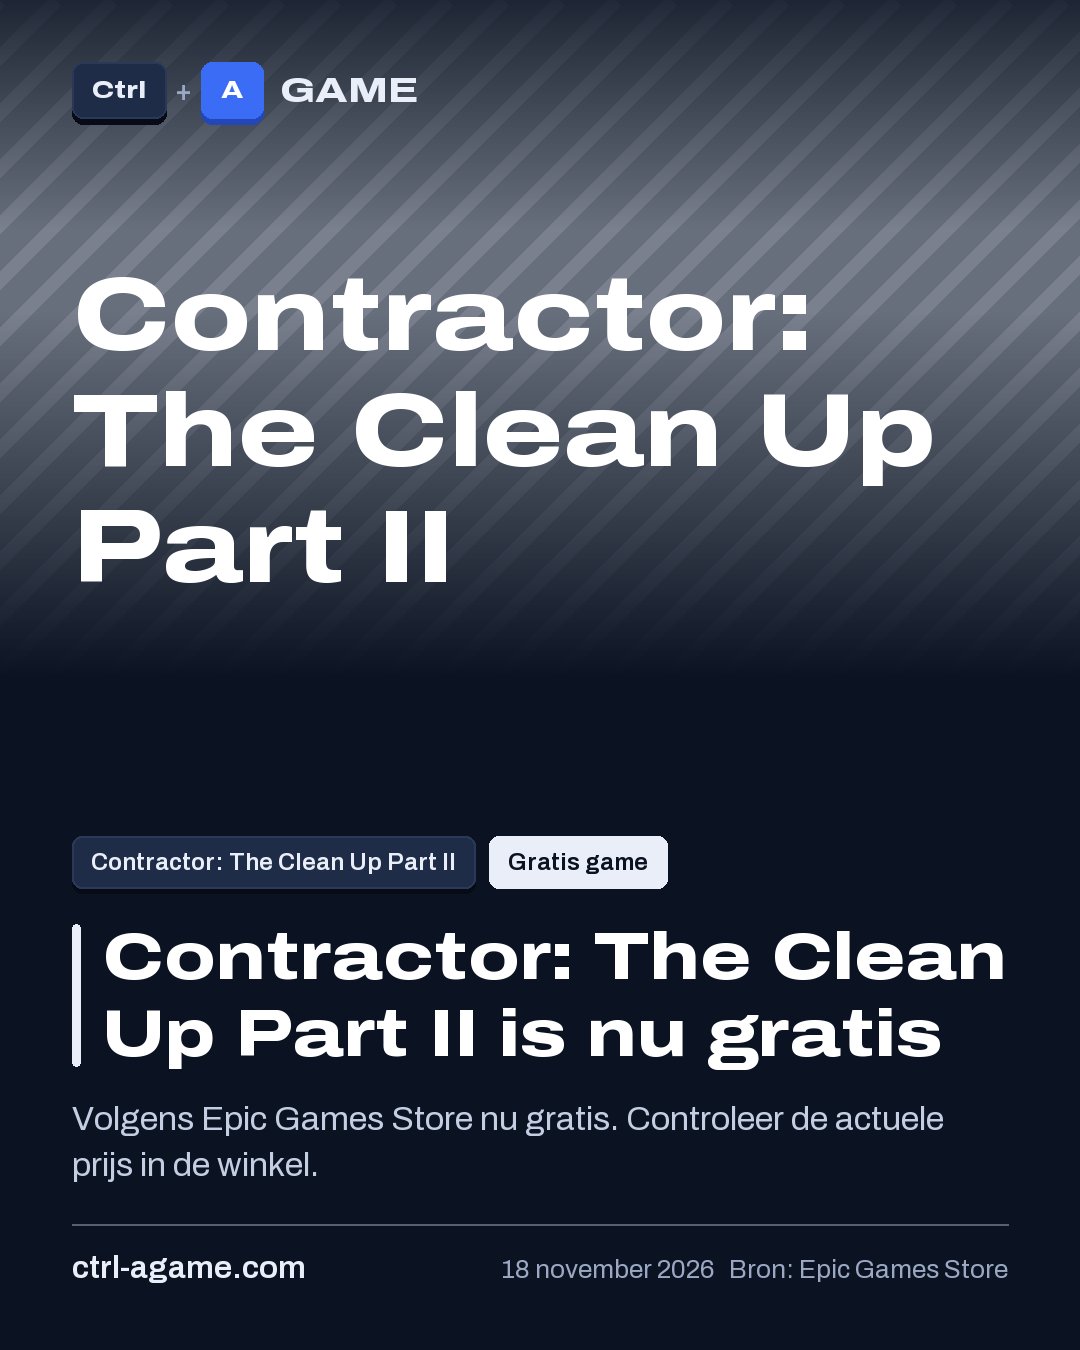 Ctrl + A GAME
Contractor:
The Clean Up
Part II
Contractor: The Clean Up Part II
Gratis game
Contractor: The Clean
Up Part II is nu gratis
Volgens Epic Games Store nu gratis. Controleer de actuele
prijs in de winkel.
ctrl-agame.com
18 november 2026 Bron: Epic Games Store